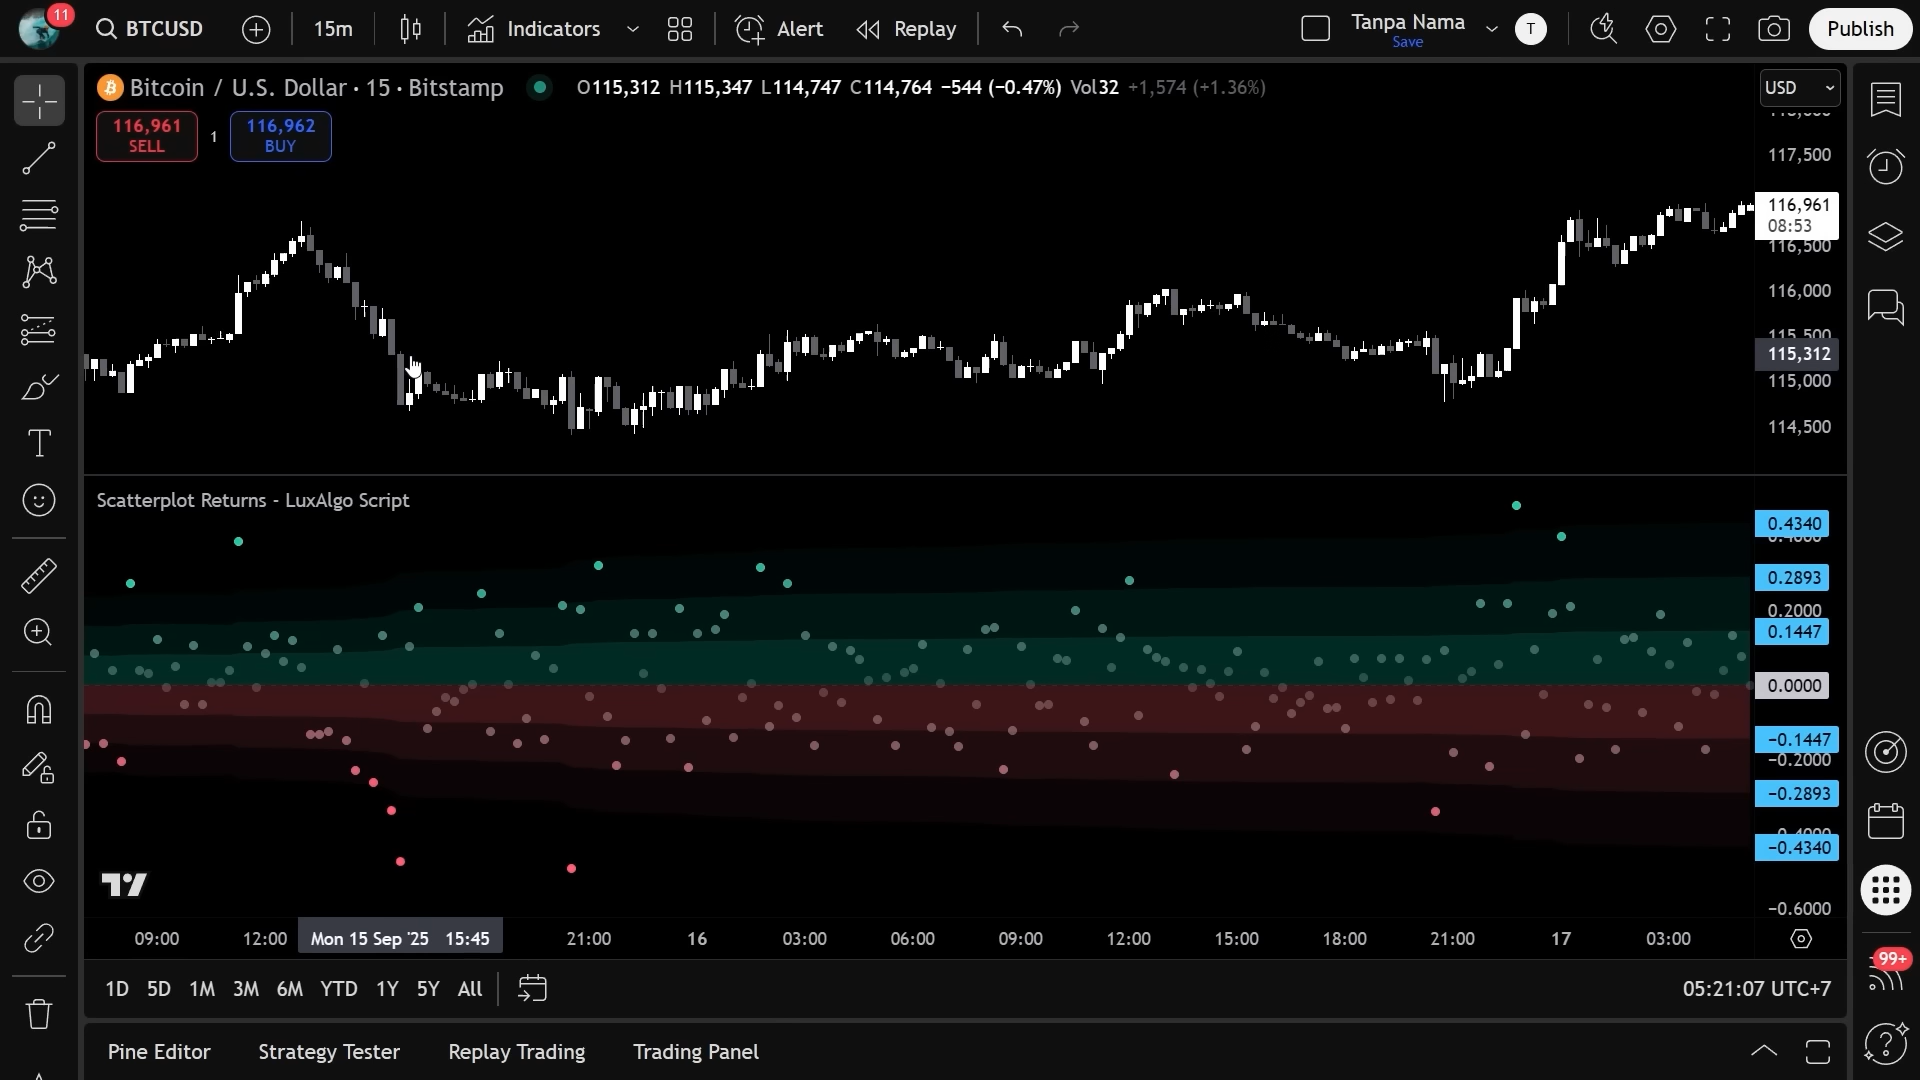 11
BTCUSD
15m
Indicators
Alert
Replay
Tanpa Nama
Save
T
Publish
Bitcoin / U.S. Dollar · 15 · Bitstamp
O115,312 H115,347 L114,747 C114,764 −544 (−0.47%) Vol32 +1,574 (+1.36%)
USD
116,961
SELL
1
116,962
BUY
117,500
116,961
08:53
116,500
116,000
115,500
115,312
115,000
114,500
Scatterplot Returns - LuxAlgo Script
0.4340
0.4000
0.2893
0.2000
0.1447
0.0000
−0.1447
−0.2000
−0.2893
−0.4340
−0.6000
09:00
12:00
Mon 15 Sep '25 15:45
21:00
16
03:00
06:00
09:00
12:00
15:00
18:00
21:00
17
03:00
99+
1D 5D 1M 3M 6M YTD 1Y 5Y All
05:21:07 UTC+7
Pine Editor
Strategy Tester
Replay Trading
Trading Panel